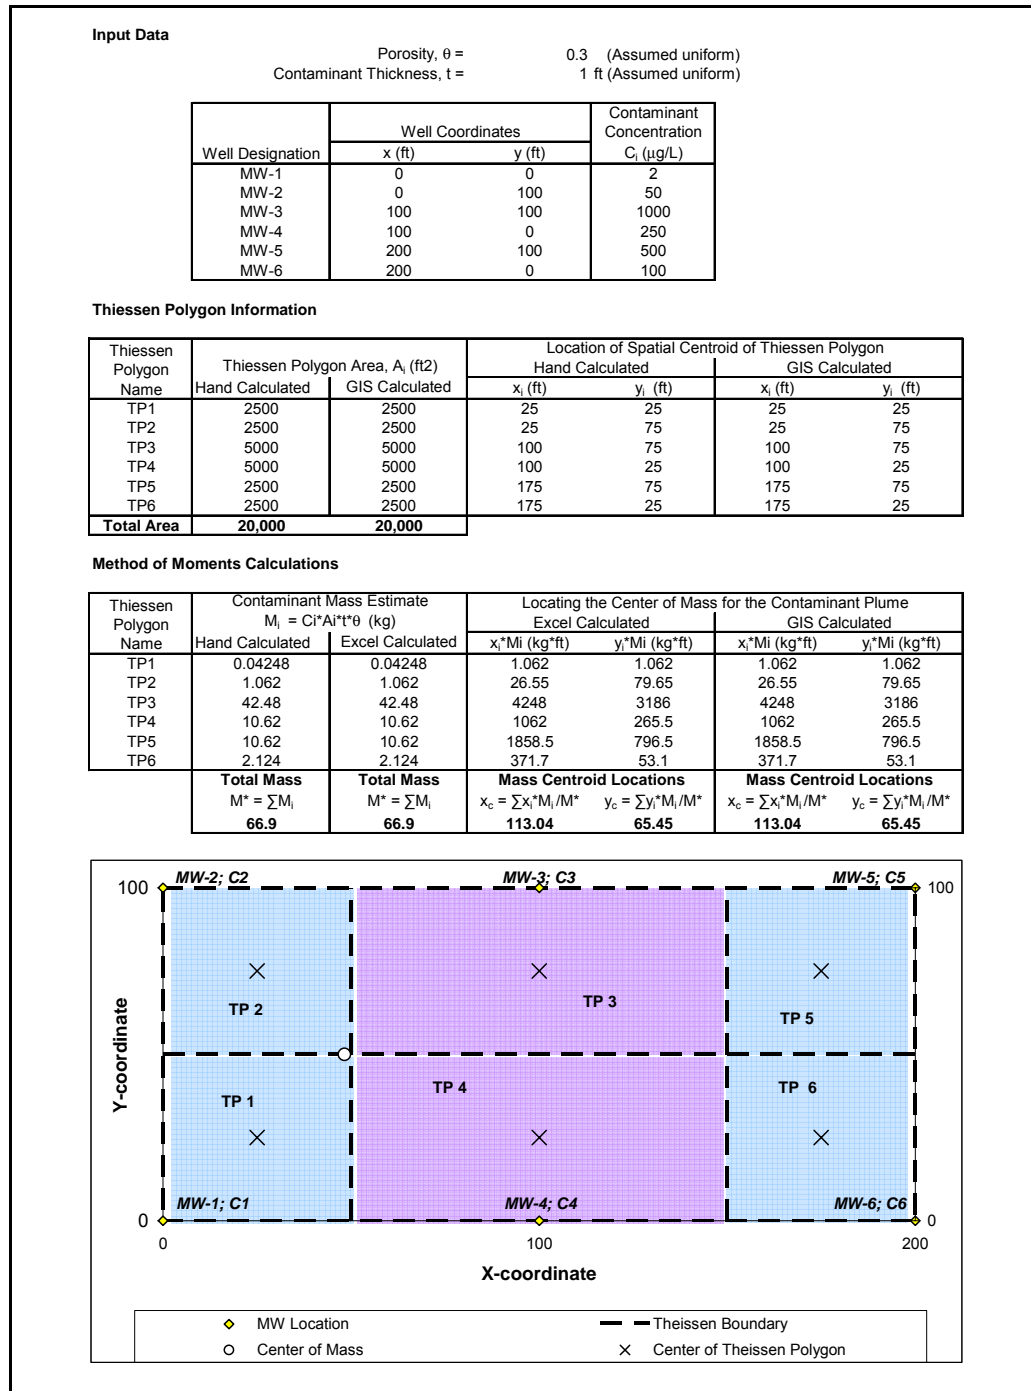 Input Data
Porosity, θ = 0.3 (Assumed uniform)
Contaminant Thickness, t = 1 ft (Assumed uniform)
Contaminant
Well Coordinates Concentration
Well Designation x (ft) y (ft) Cᵢ (μg/L)
MW-1 0 0 2
MW-2 0 100 50
MW-3 100 100 1000
MW-4 100 0 250
MW-5 200 100 500
MW-6 200 0 100
Thiessen Polygon Information
Thiessen Location of Spatial Centroid of Thiessen Polygon
Polygon Thiessen Polygon Area, Aᵢ (ft2) Hand Calculated GIS Calculated
Name Hand Calculated GIS Calculated xᵢ (ft) yᵢ (ft) xᵢ (ft) yᵢ (ft)
TP1 2500 2500 25 25 25 25
TP2 2500 2500 25 75 25 75
TP3 5000 5000 100 75 100 75
TP4 5000 5000 100 25 100 25
TP5 2500 2500 175 75 175 75
TP6 2500 2500 175 25 175 25
Total Area 20,000 20,000
Method of Moments Calculations
Thiessen Contaminant Mass Estimate Locating the Center of Mass for the Contaminant Plume
Polygon Mᵢ = Ci*Ai*t*θ (kg) Excel Calculated GIS Calculated
Name Hand Calculated Excel Calculated xᵢ*Mi (kg*ft) yᵢ*Mi (kg*ft) xᵢ*Mi (kg*ft) yᵢ*Mi (kg*ft)
TP1 0.04248 0.04248 1.062 1.062 1.062 1.062
TP2 1.062 1.062 26.55 79.65 26.55 79.65
TP3 42.48 42.48 4248 3186 4248 3186
TP4 10.62 10.62 1062 265.5 1062 265.5
TP5 10.62 10.62 1858.5 796.5 1858.5 796.5
TP6 2.124 2.124 371.7 53.1 371.7 53.1
Total Mass Total Mass Mass Centroid Locations Mass Centroid Locations
M* = ∑Mᵢ M* = ∑Mᵢ x꜀ = ∑xᵢ*Mᵢ/M* y꜀ = ∑yᵢ*Mᵢ/M* x꜀ = ∑xᵢ*Mᵢ/M* y꜀ = ∑yᵢ*Mᵢ/M*
66.9 66.9 113.04 65.45 113.04 65.45
MW-2; C2 MW-3; C3 MW-5; C5
100 100
TP 2 TP 3 TP 5
Y-coordinate
TP 1 TP 4 TP 6
MW-1; C1 MW-4; C4 MW-6; C6
0 0
0 100 200
X-coordinate
MW Location Theissen Boundary
Center of Mass Center of Theissen Polygon